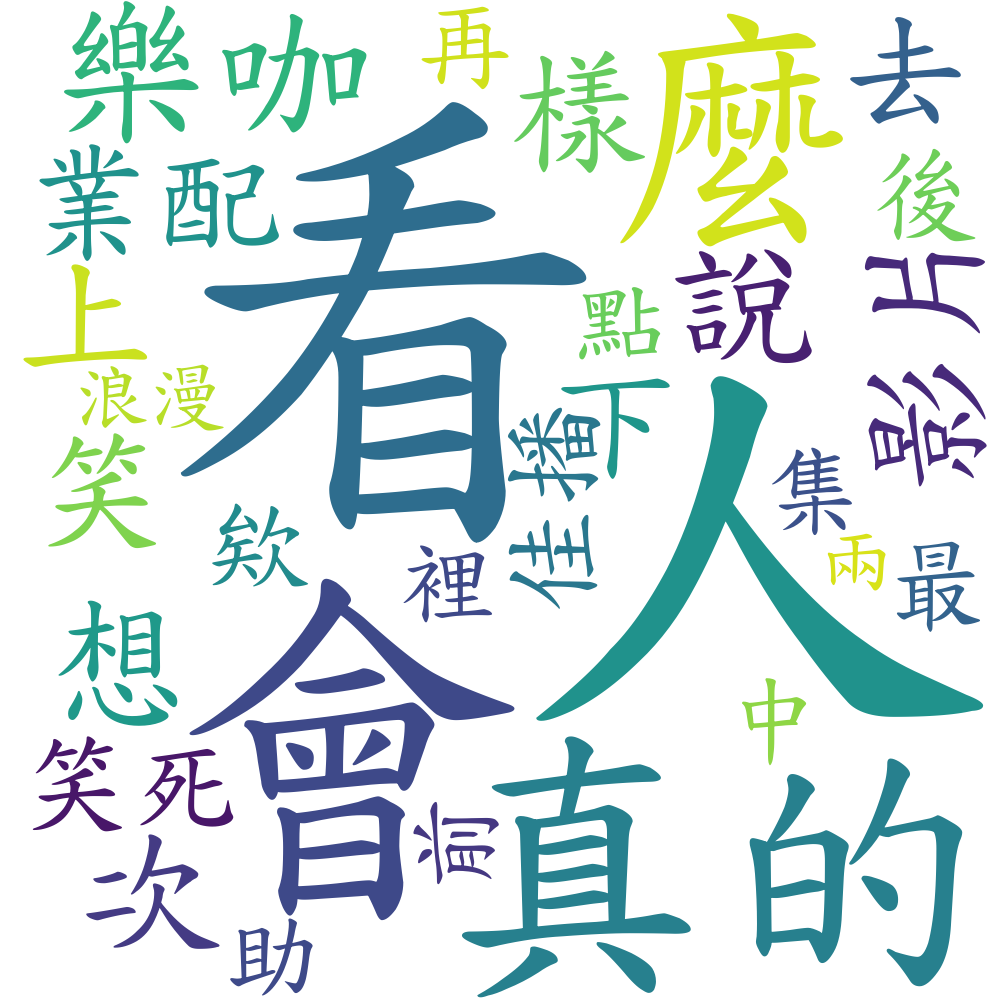 樂咖
再
麼
去
樣
業配
看
後
說
影片
上
點
下
浪漫
佳播
人
笑
集
欸
兩
裡
最
會
想
中
真的
笑死
前
次
助